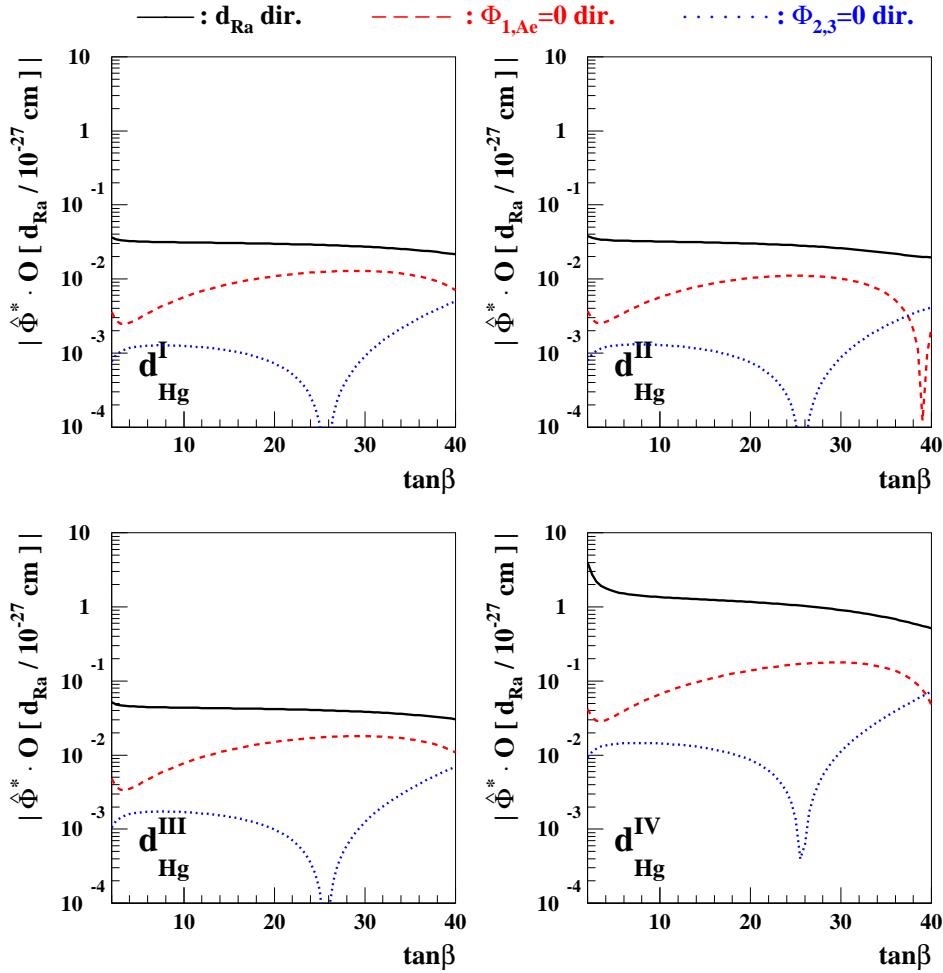 : d_Ra dir. : Φ_1,Ae=0 dir. : Φ_2,3=0 dir.
| Φ̂* · O [ d_Ra / 10^-27 cm ] |
10
1
10^-1
10^-2
10^-3
10^-4
d^I_Hg
10 20 30 40
tanβ
| Φ̂* · O [ d_Ra / 10^-27 cm ] |
10
1
10^-1
10^-2
10^-3
10^-4
d^II_Hg
10 20 30 40
tanβ
| Φ̂* · O [ d_Ra / 10^-27 cm ] |
10
1
10^-1
10^-2
10^-3
10^-4
d^III_Hg
10 20 30 40
tanβ
| Φ̂* · O [ d_Ra / 10^-27 cm ] |
10
1
10^-1
10^-2
10^-3
10^-4
d^IV_Hg
10 20 30 40
tanβ